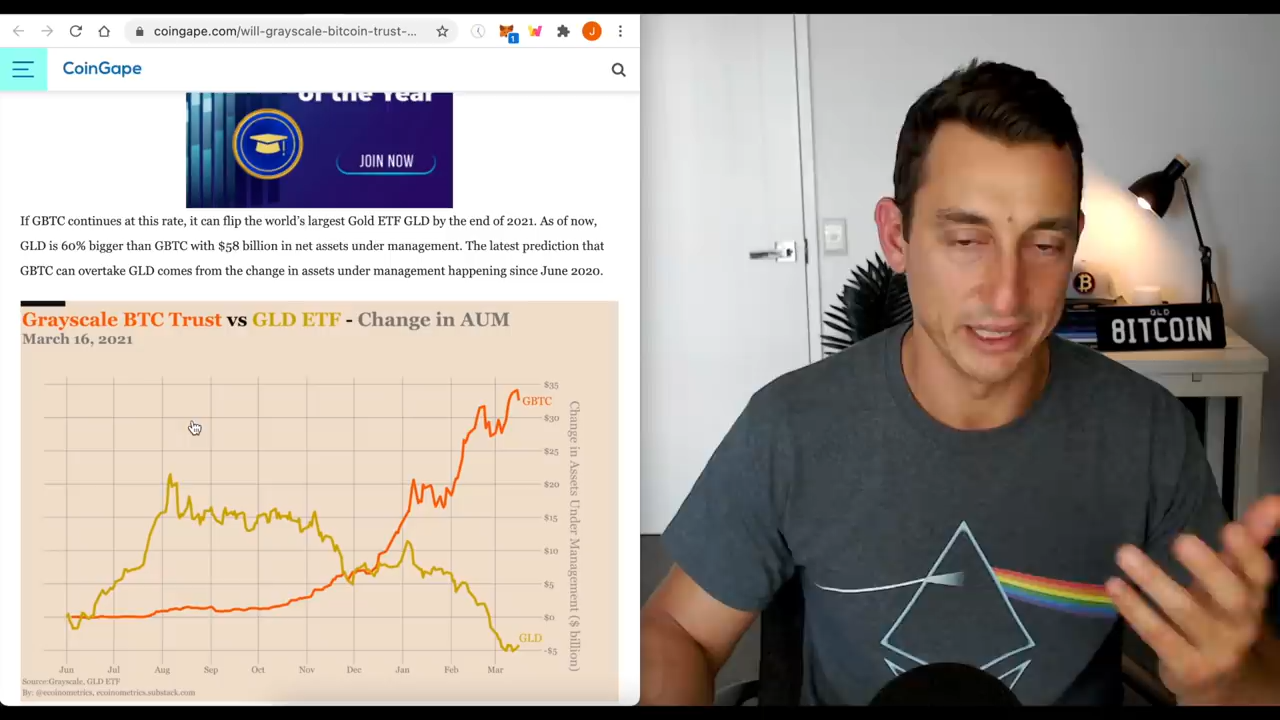 coingape.com/will-grayscale-bitcoin-trust-...
1
J
CoinGape
of the Year
JOIN NOW
If GBTC continues at this rate, it can flip the world's largest Gold ETF GLD by the end of 2021. As of now,
GLD is 60% bigger than GBTC with $58 billion in net assets under management. The latest prediction that
GBTC can overtake GLD comes from the change in assets under management happening since June 2020.
Grayscale BTC Trust vs GLD ETF - Change in AUM
March 16, 2021
$35
GBTC
$30
$25
$20
$15
$10
$5
$0
GLD
-$5
Change in Assets Under Management ($ billion)
Jun Jul Aug Sep Oct Nov Dec Jan Feb Mar
Source:Grayscale, GLD ETF
By: @ecoinometrics, ecoinometrics.substack.com
B
QLD
8ITCOIN